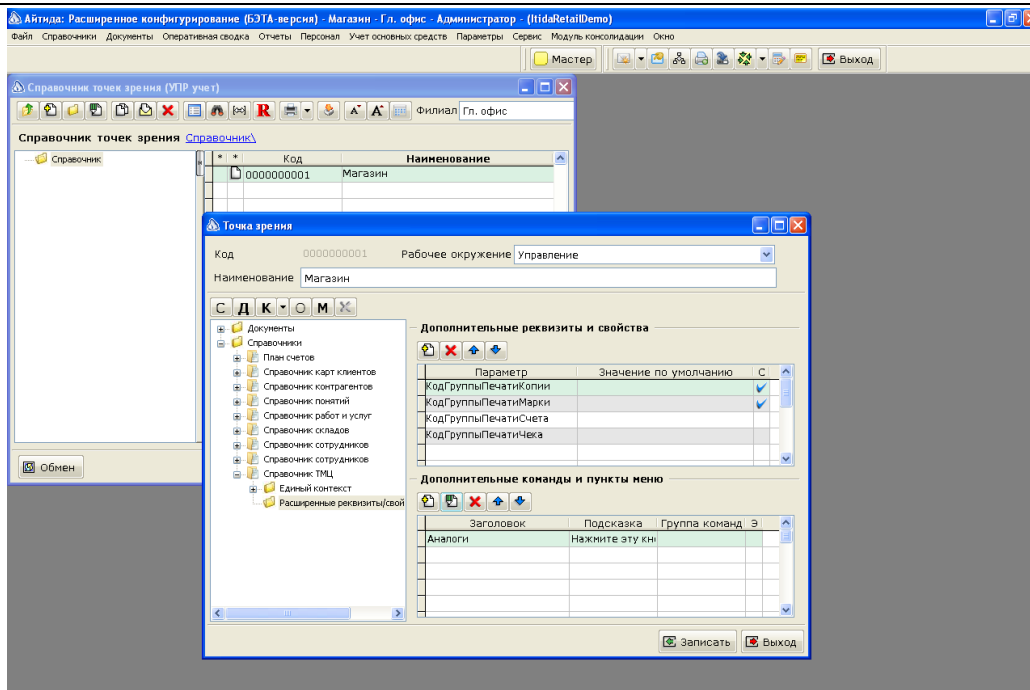 Айтида: Расширенное конфигурирование (БЭТА-версия) - Магазин - Гл. офис - Администратор - (ItidaRetailDemo)
Файл Справочники Документы Оперативная сводка Отчеты Персонал Учет основных средств Параметры Сервис Модуль консолидации Окно
Мастер Выход
Справочник точек зрения (УПР учет)
R A A Филиал Гл. офис
Справочник точек зрения Справочник\
Справочник
* * Код Наименование
0000000001 Магазин
Обмен
Точка зрения
Код 0000000001 Рабочее окружение Управление
Наименование Магазин
С Д К О М
Документы
Справочники
План счетов
Справочник карт клиентов
Справочник контрагентов
Справочник понятий
Справочник работ и услуг
Справочник складов
Справочник сотрудников
Справочник сотрудников
Справочник ТМЦ
Единый контекст
Расширенные реквизиты/свой
Дополнительные реквизиты и свойства
Параметр Значение по умолчанию С
КодГруппыПечатиКопии
КодГруппыПечатиМарки
КодГруппыПечатиСчета
КодГруппыПечатиЧека
Дополнительные команды и пункты меню
Заголовок Подсказка Группа команд Э
Аналоги Нажмите эту кн
Записать Выход